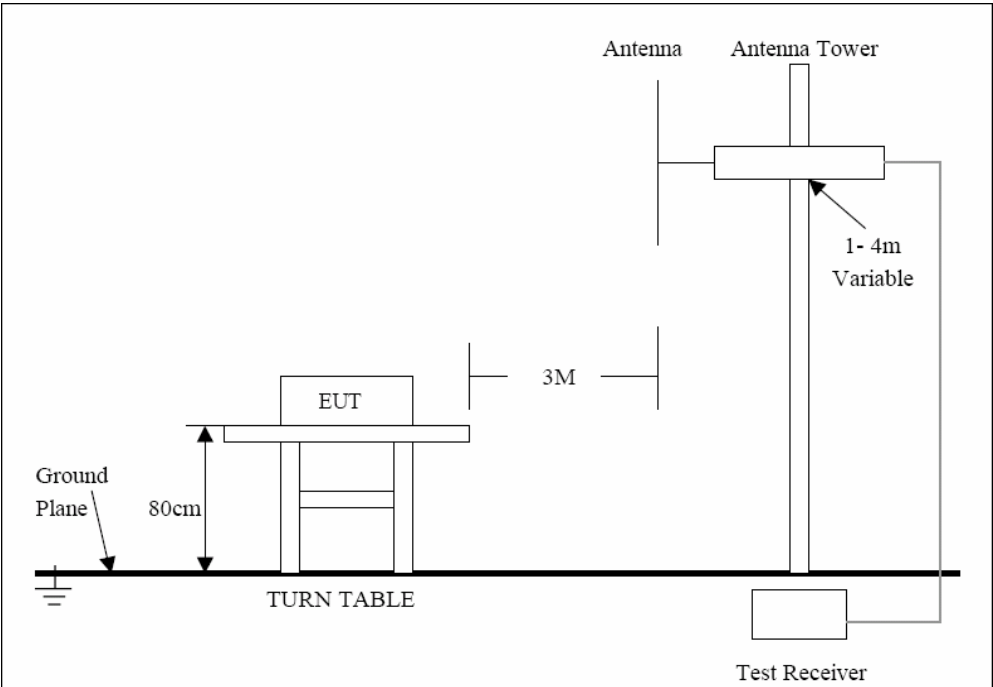 Antenna
Antenna Tower
1- 4m
Variable
3M
EUT
Ground
Plane
80cm
TURN TABLE
Test Receiver